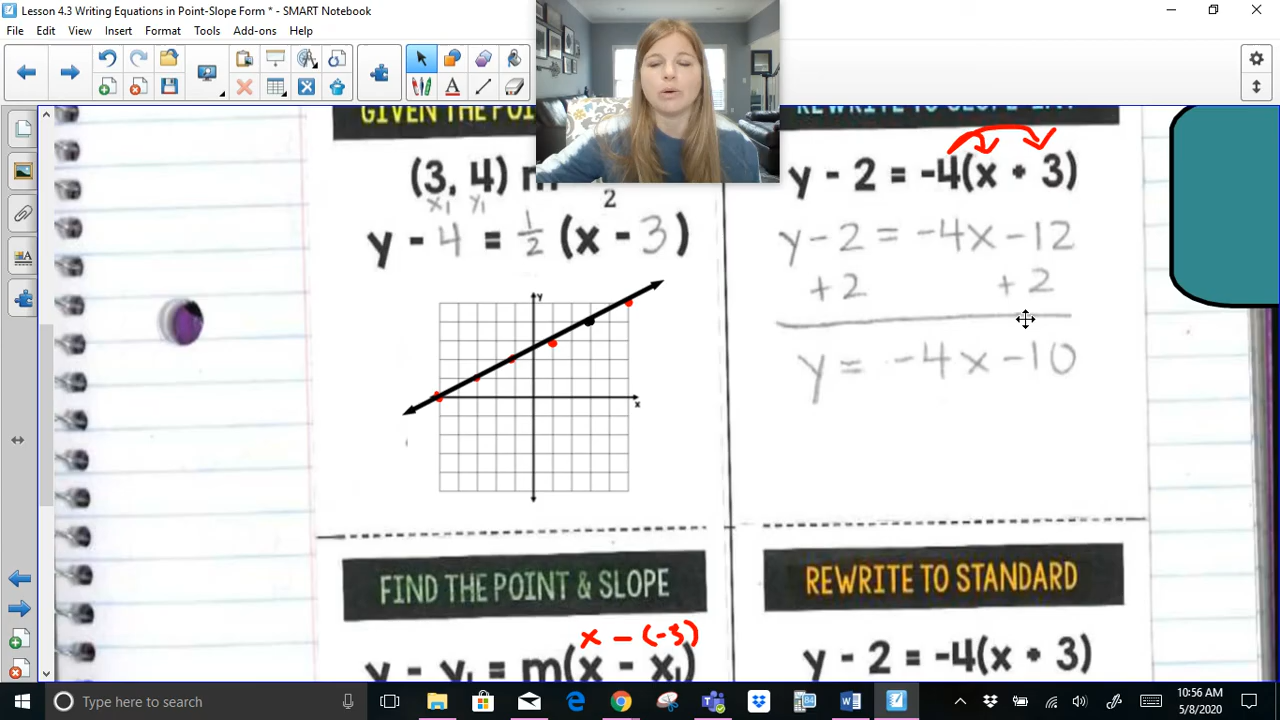 Lesson 4.3 Writing Equations in Point-Slope Form * - SMART Notebook
File Edit View Insert Format Tools Add-ons Help
GIVEN THE
(3, 4) m
2
x₁ y₁
y - 4 = 1/2 (x - 3)
y
x
FIND THE POINT & SLOPE
x - (-3)
y - y₁ = m(x - x₁)
y - 2 = -4(x + 3)
y - 2 = -4x - 12
+2 +2
y = -4x - 10
REWRITE TO STANDARD
y - 2 = -4(x + 3)
Type here to search
10:56 AM
5/8/2020